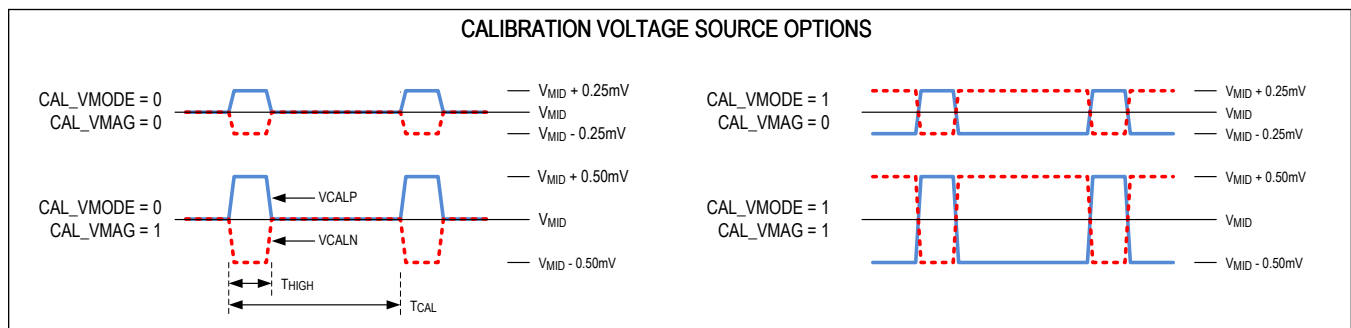 CALIBRATION VOLTAGE SOURCE OPTIONS
CAL_VMODE = 0
CAL_VMAG = 0
VMID + 0.25mV
VMID
VMID - 0.25mV
CAL_VMODE = 0
CAL_VMAG = 1
VCALP
VCALN
THIGH
TCAL
VMID + 0.50mV
VMID
VMID - 0.50mV
CAL_VMODE = 1
CAL_VMAG = 0
VMID + 0.25mV
VMID
VMID - 0.25mV
CAL_VMODE = 1
CAL_VMAG = 1
VMID + 0.50mV
VMID
VMID - 0.50mV